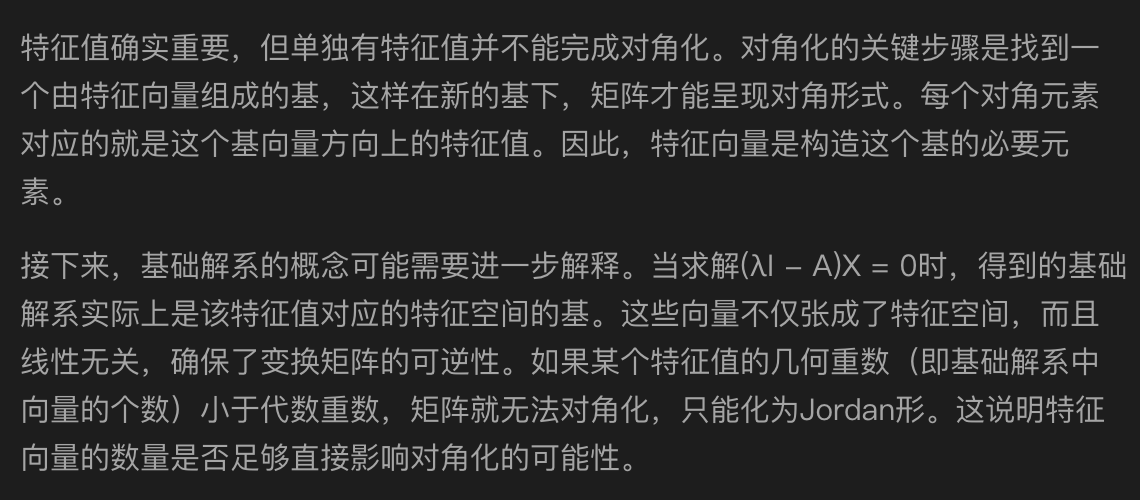 特征值确实重要，但单独有特征值并不能完成对角化。对角化的关键步骤是找到一
个由特征向量组成的基，这样在新的基下，矩阵才能呈现对角形式。每个对角元素
对应的就是这个基向量方向上的特征值。因此，特征向量是构造这个基的必要元
素。
接下来，基础解系的概念可能需要进一步解释。当求解(λI − A)X = 0时，得到的基础
解系实际上是该特征值对应的特征空间的基。这些向量不仅张成了特征空间，而且
线性无关，确保了变换矩阵的可逆性。如果某个特征值的几何重数（即基础解系中
向量的个数）小于代数重数，矩阵就无法对角化，只能化为Jordan形。这说明特征
向量的数量是否足够直接影响对角化的可能性。